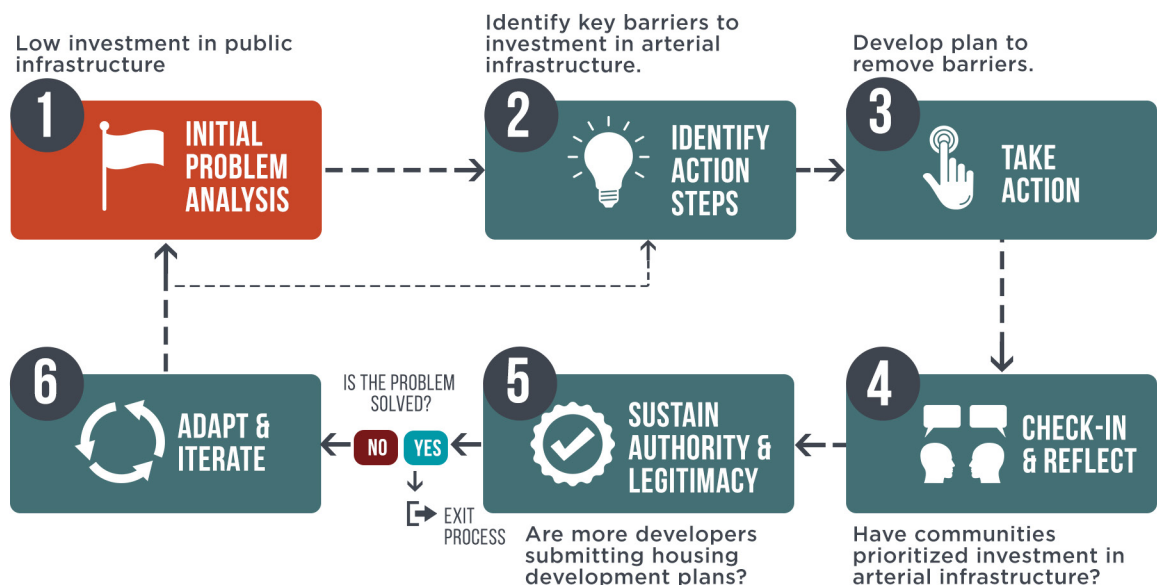 Low investment in public
infrastructure
1
INITIAL
PROBLEM
ANALYSIS
Identify key barriers to
investment in arterial
infrastructure.
2
IDENTIFY
ACTION
STEPS
Develop plan to
remove barriers.
3
TAKE
ACTION
4
CHECK-IN
& REFLECT
Have communities
prioritized investment in
arterial infrastructure?
5
SUSTAIN
AUTHORITY &
LEGITIMACY
Are more developers
submitting housing
development plans?
IS THE PROBLEM
SOLVED?
NO YES
EXIT
PROCESS
6
ADAPT &
ITERATE